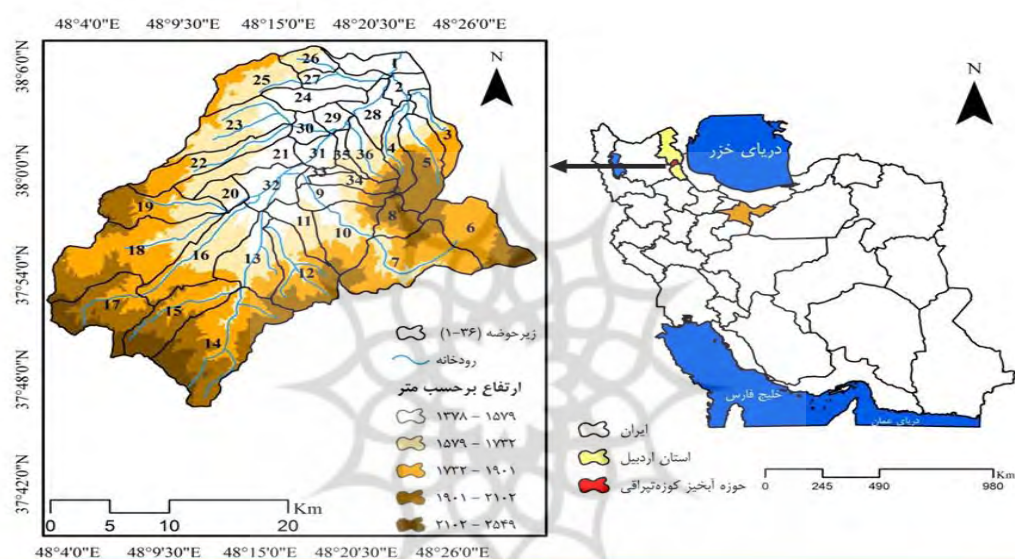 48°4'0"E 48°9'30"E 48°15'0"E 48°20'30"E 48°26'0"E
38°6'0"N
38°0'0"N
37°54'0"N
37°48'0"N
37°42'0"N
N
1
2
3
4
5
6
7
8
9
10
11
12
13
14
15
16
17
18
19
20
21
22
23
24
25
26
27
28
29
30
31
32
33
34
35
36
زیرحوضه (۳۶-۱)
رودخانه
ارتفاع برحسب متر
۱۳۷۸ - ۱۵۷۹
۱۵۷۹ - ۱۷۳۲
۱۷۳۲ - ۱۹۰۱
۱۹۰۱ - ۲۱۰۲
۲۱۰۲ - ۲۵۴۹
Km
0 5 10 20
48°4'0"E 48°9'30"E 48°15'0"E 48°20'30"E 48°26'0"E
N
دریای خزر
خلیج فارس
دریای عمان
ایران
استان اردبیل
حوزه آبخیز کوزه‌تپراقی
Km
0 245 490 980